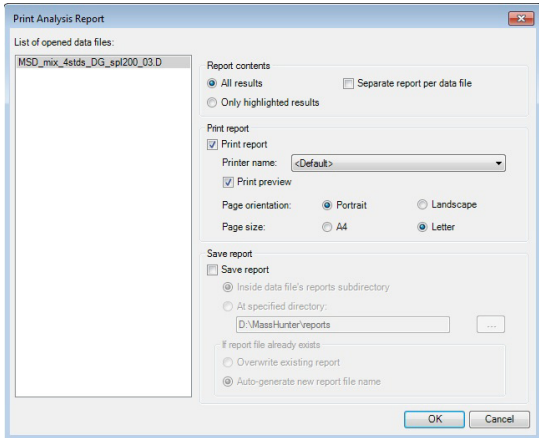 Print Analysis Report
List of opened data files:
MSD_mix_4stds_DG_spl200_03.D
Report contents
All results
Separate report per data file
Only highlighted results
Print report
Print report
Printer name:
<Default>
Print preview
Page orientation:
Portrait
Landscape
Page size:
A4
Letter
Save report
Save report
Inside data file's reports subdirectory
At specified directory:
D:\MassHunter\reports
...
If report file already exists
Overwrite existing report
Auto-generate new report file name
OK
Cancel